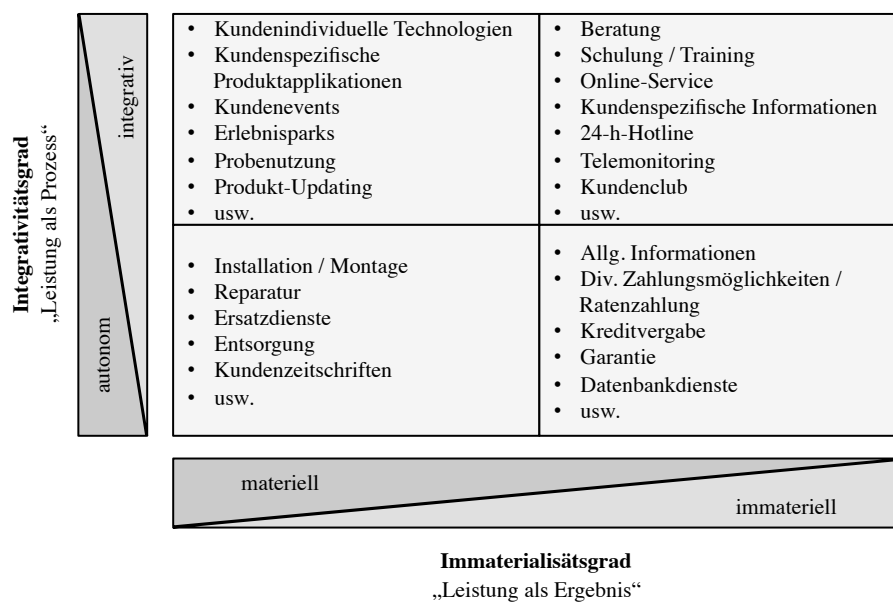 Integrativitätsgrad
„Leistung als Prozess“
integrativ
autonom
• Kundenindividuelle Technologien
• Kundenspezifische
Produktapplikationen
• Kundenevents
• Erlebnisparks
• Probenutzung
• Produkt-Updating
• usw.
• Beratung
• Schulung / Training
• Online-Service
• Kundenspezifische Informationen
• 24-h-Hotline
• Telemonitoring
• Kundenclub
• usw.
• Installation / Montage
• Reparatur
• Ersatzdienste
• Entsorgung
• Kundenzeitschriften
• usw.
• Allg. Informationen
• Div. Zahlungsmöglichkeiten /
Ratenzahlung
• Kreditvergabe
• Garantie
• Datenbankdienste
• usw.
materiell
immateriell
Immaterialisätsgrad
„Leistung als Ergebnis“